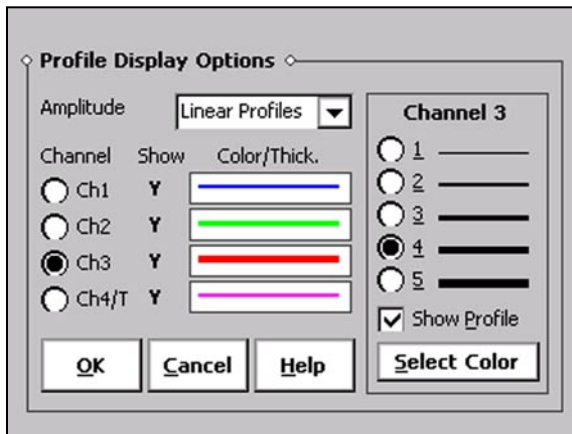 Profile Display Options
Amplitude
Linear Profiles
Channel Show Color/Thick.
Ch1 Y
Ch2 Y
Ch3 Y
Ch4/T Y
OK Cancel Help
Channel 3
1
2
3
4
5
Show Profile
Select Color